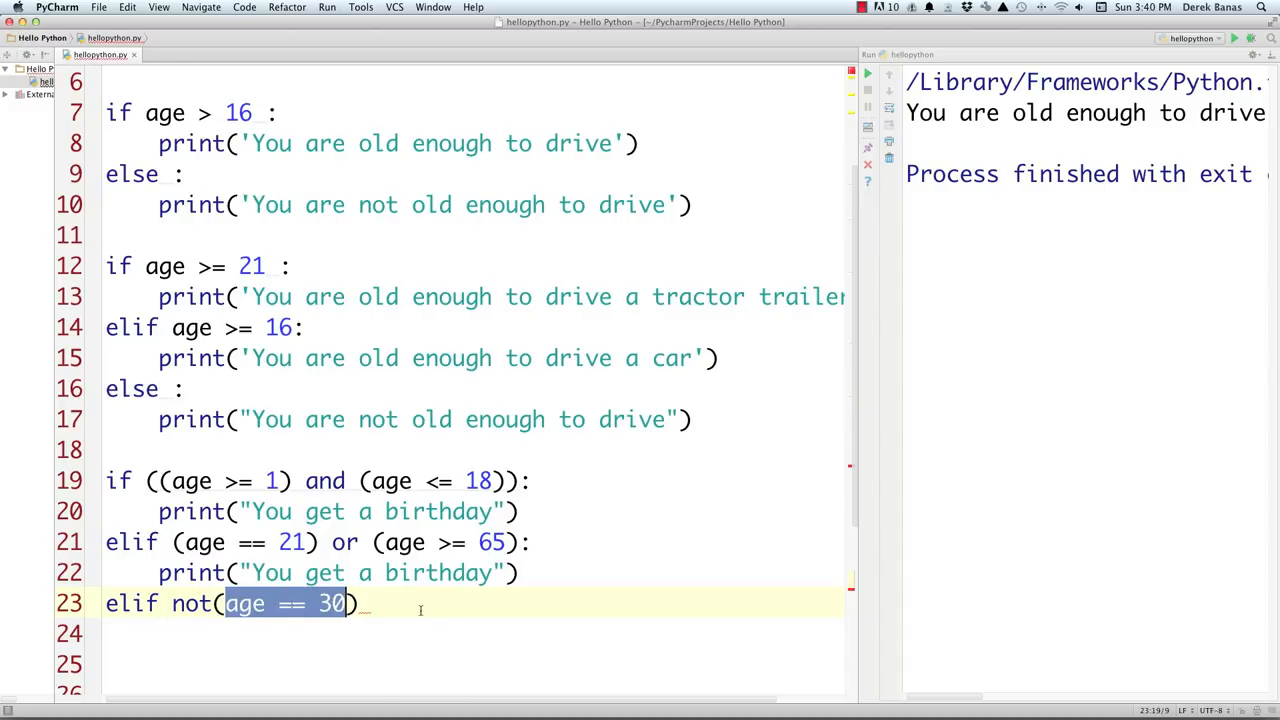 PyCharm File Edit View Navigate Code Refactor Run Tools VCS Window Help 10 Sun 3:40 PM Derek Banas
hellopython.py - Hello Python - [~/PycharmProjects/Hello Python]
Hello Python hellopython.py hellopython
hellopython.py Run hellopython
Hello P
hell
Externa
6
7 if age > 16 :
8 print('You are old enough to drive')
9 else :
10 print('You are not old enough to drive')
11
12 if age >= 21 :
13 print('You are old enough to drive a tractor trailer
14 elif age >= 16:
15 print('You are old enough to drive a car')
16 else :
17 print("You are not old enough to drive")
18
19 if ((age >= 1) and (age <= 18)):
20 print("You get a birthday")
21 elif (age == 21) or (age >= 65):
22 print("You get a birthday")
23 elif not(age == 30)
24
25
26
/Library/Frameworks/Python.
You are old enough to drive
Process finished with exit
23:19/9 LF UTF-8